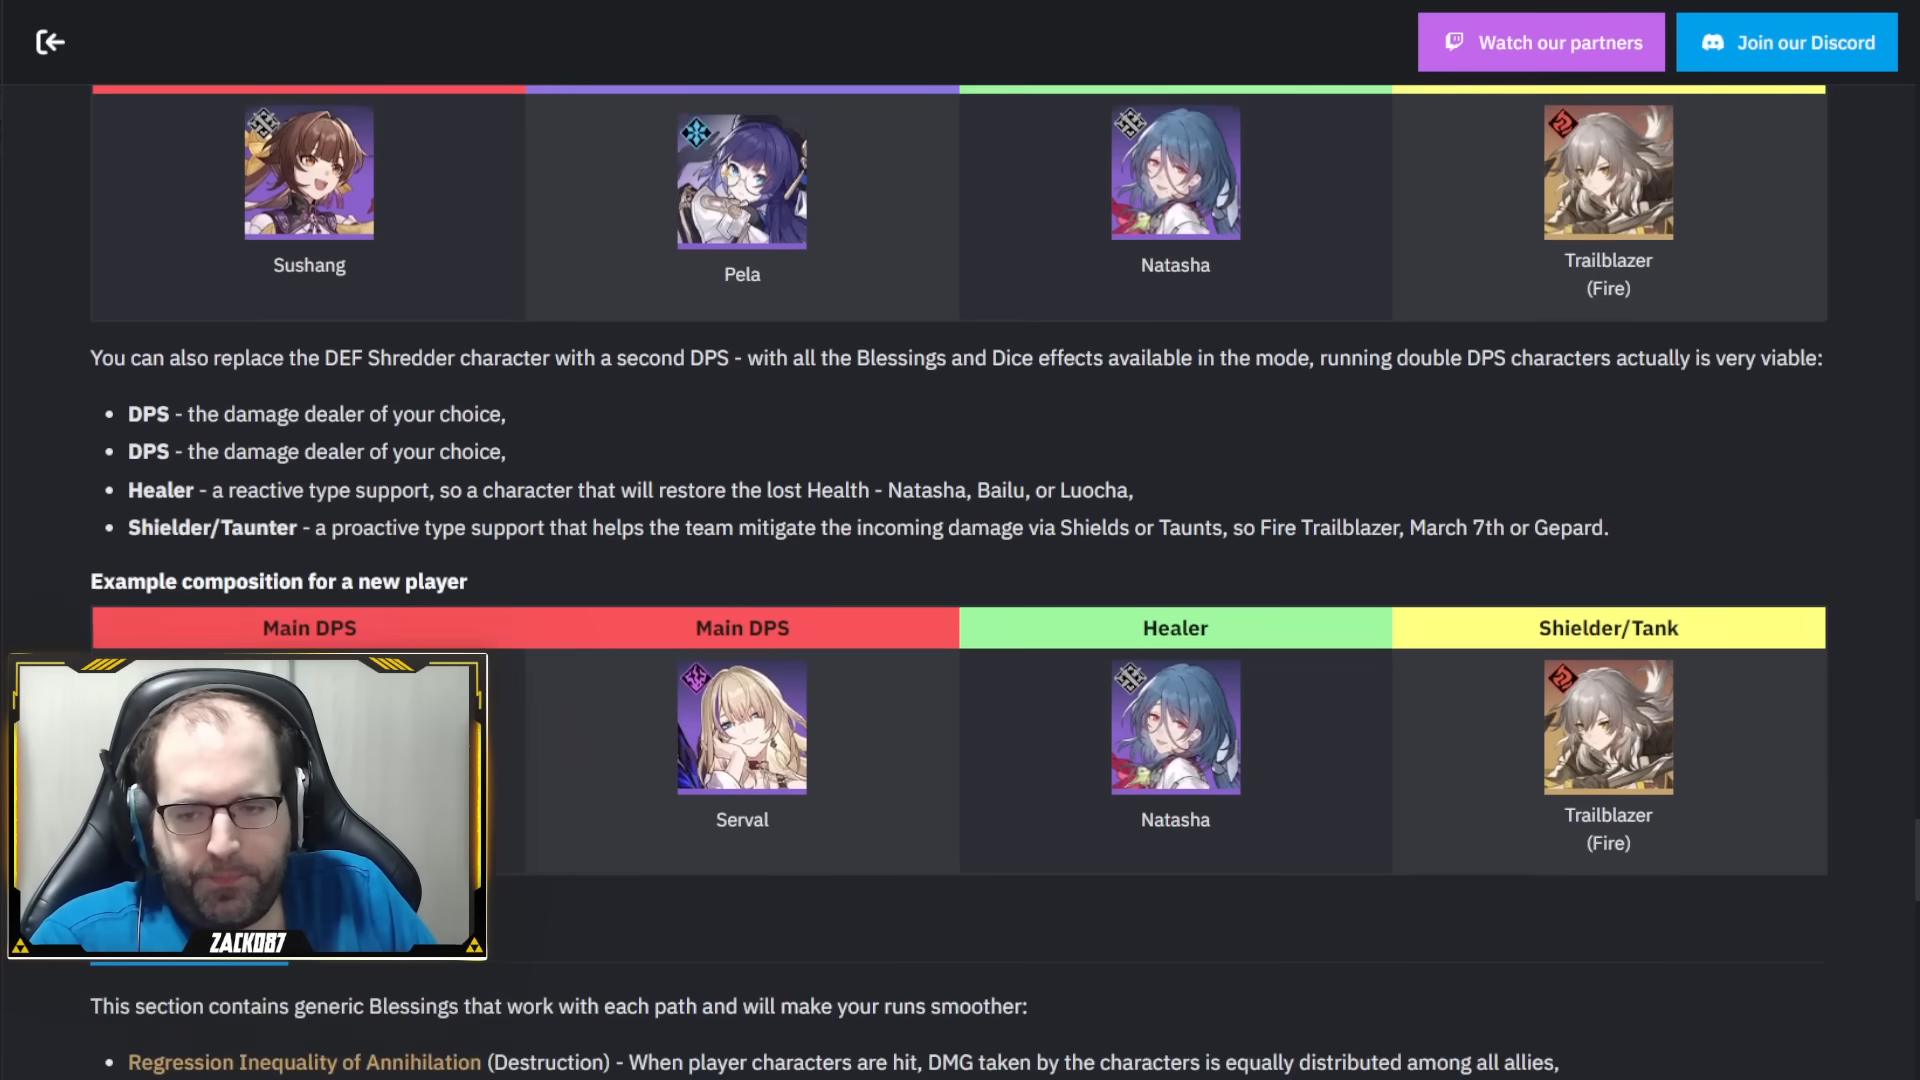 Watch our partners
Join our Discord
Sushang
Pela
Natasha
Trailblazer
(Fire)
You can also replace the DEF Shredder character with a second DPS - with all the Blessings and Dice effects available in the mode, running double DPS characters actually is very viable:
• DPS - the damage dealer of your choice,
• DPS - the damage dealer of your choice,
• Healer - a reactive type support, so a character that will restore the lost Health - Natasha, Bailu, or Luocha,
• Shielder/Taunter - a proactive type support that helps the team mitigate the incoming damage via Shields or Taunts, so Fire Trailblazer, March 7th or Gepard.
Example composition for a new player
Main DPS
Main DPS
Healer
Shielder/Tank
Serval
Natasha
Trailblazer
(Fire)
ZACK087
This section contains generic Blessings that work with each path and will make your runs smoother:
• Regression Inequality of Annihilation (Destruction) - When player characters are hit, DMG taken by the characters is equally distributed among all allies,